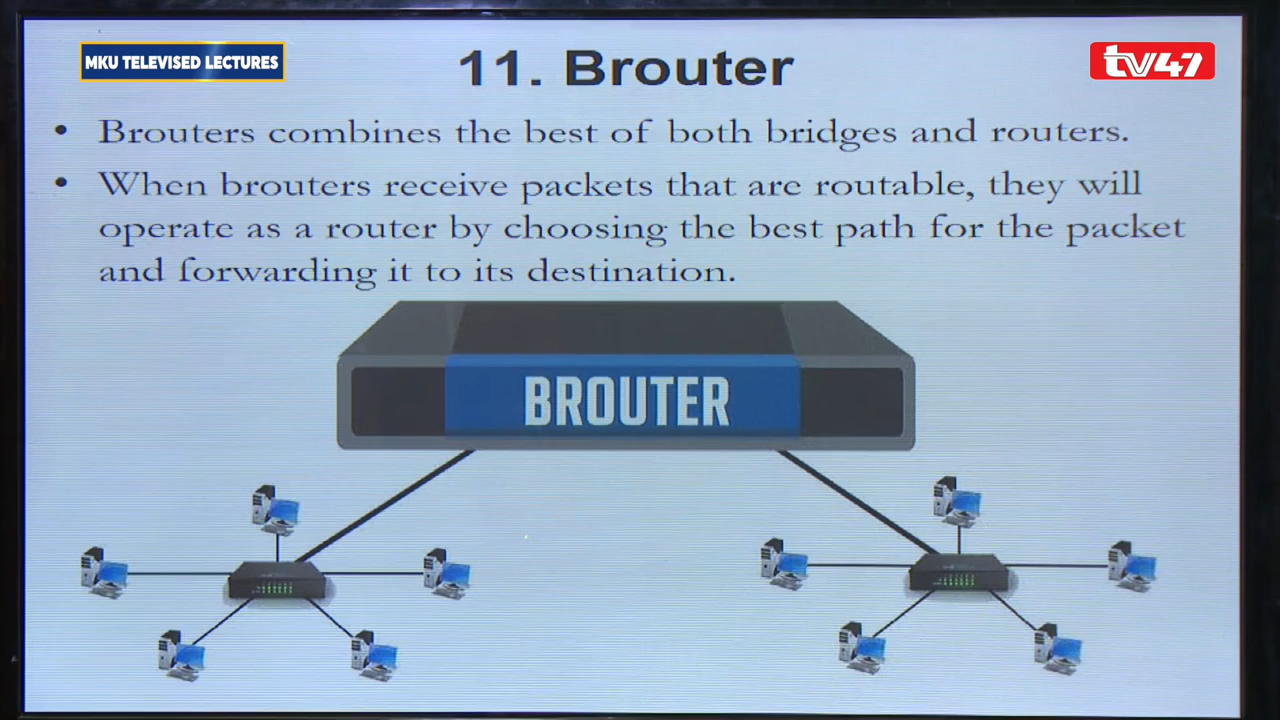 MKU TELEVISED LECTURES
tv47
11. Brouter
• Brouters combines the best of both bridges and routers.
• When brouters receive packets that are routable, they will
operate as a router by choosing the best path for the packet
and forwarding it to its destination.
BROUTER